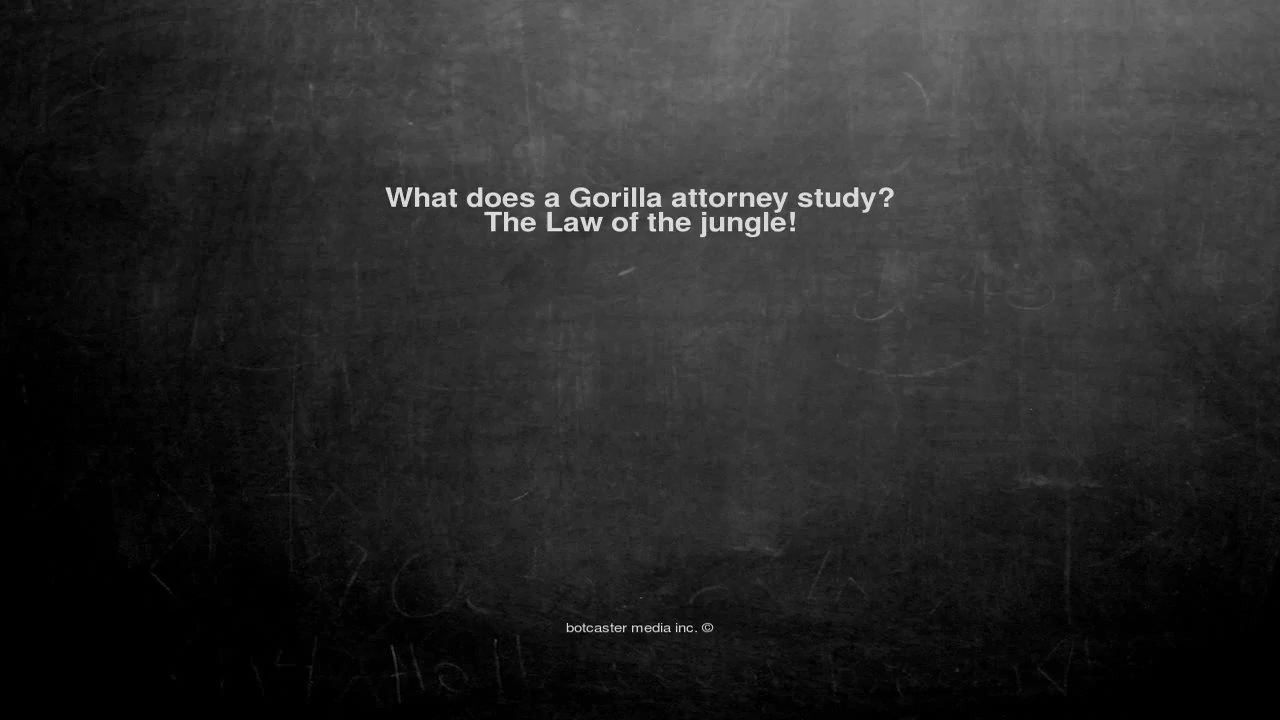 What does a Gorilla attorney study?
The Law of the jungle!
botcaster media inc. ©